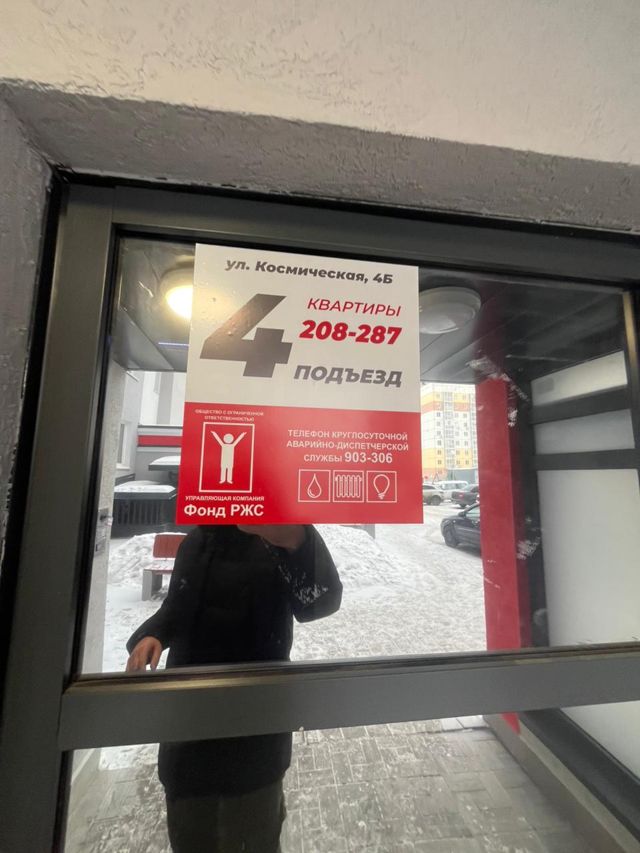 ул. Космическая, 4Б
4
КВАРТИРЫ
208-287
ПОДЪЕЗД
ОБЩЕСТВО С ОГРАНИЧЕННОЙ
ОТВЕТСТВЕННОСТЬЮ
УПРАВЛЯЮЩАЯ КОМПАНИЯ
Фонд РЖС
ТЕЛЕФОН КРУГЛОСУТОЧНОЙ
АВАРИЙНО-ДИСПЕТЧЕРСКОЙ
СЛУЖБЫ 903-306